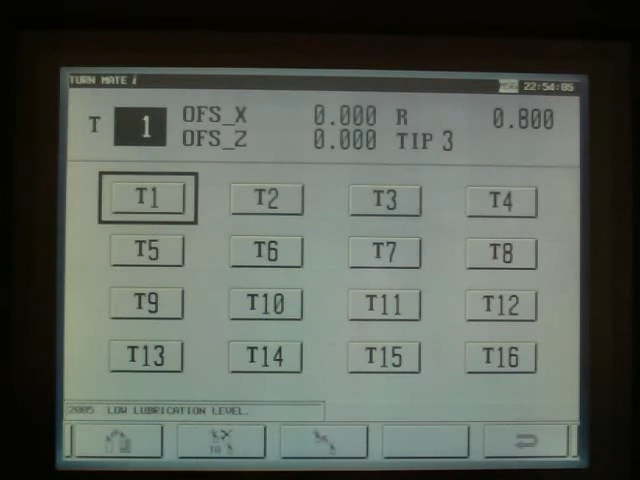 TURN MATE i
22:54:05
T 1 OFS_X 0.000 R 0.800
OFS_Z 0.000 TIP 3
T1 T2 T3 T4
T5 T6 T7 T8
T9 T10 T11 T12
T13 T14 T15 T16
2005 LOW LUBRICATION LEVEL.
TO